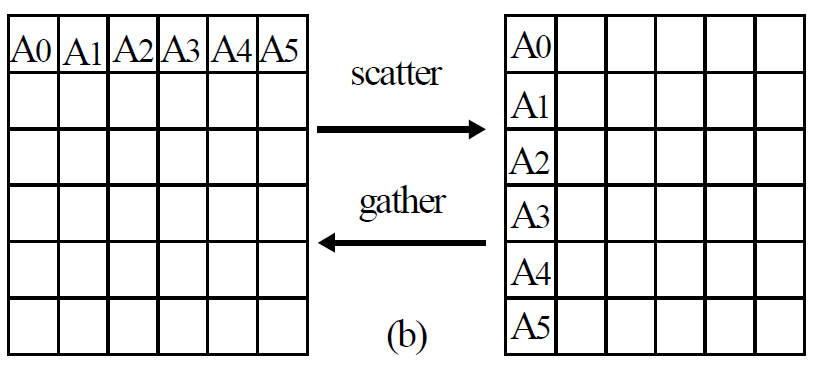 A0 A1 A2 A3 A4 A5
scatter
gather
(b)
A0
A1
A2
A3
A4
A5